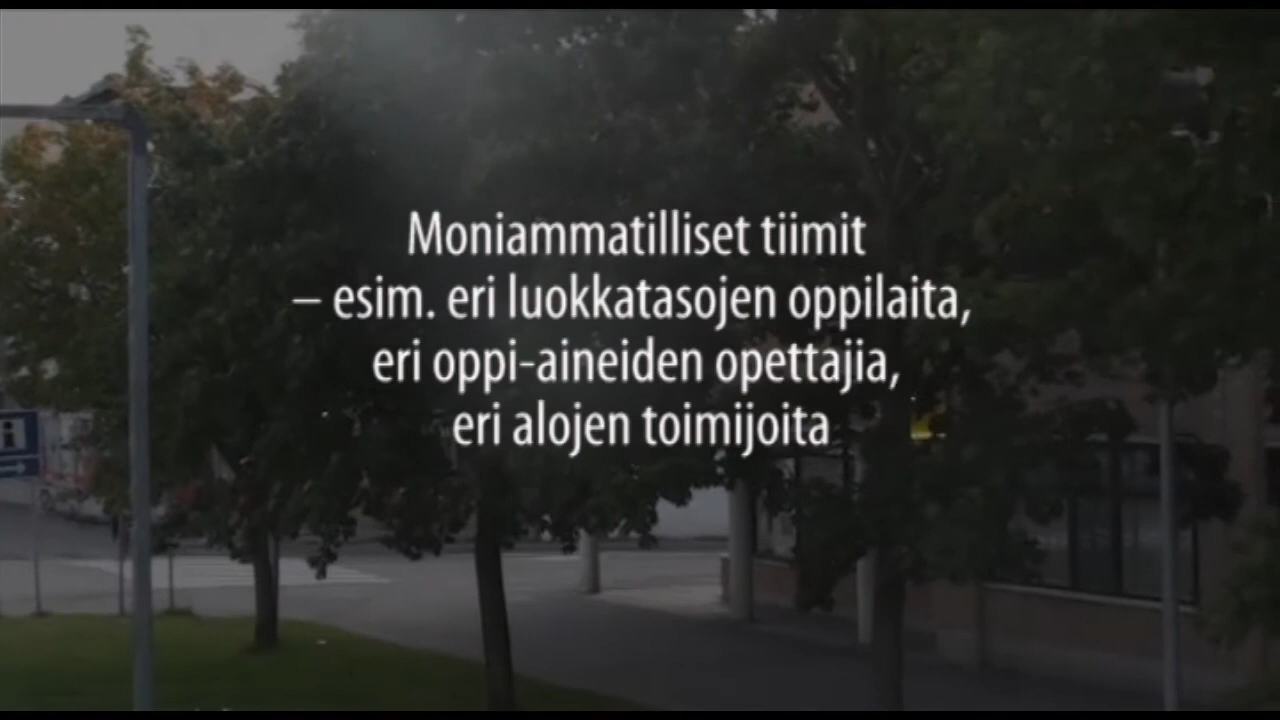 Moniammatilliset tiimit
– esim. eri luokkatasojen oppilaita,
eri oppi-aineiden opettajia,
eri alojen toimijoita
i